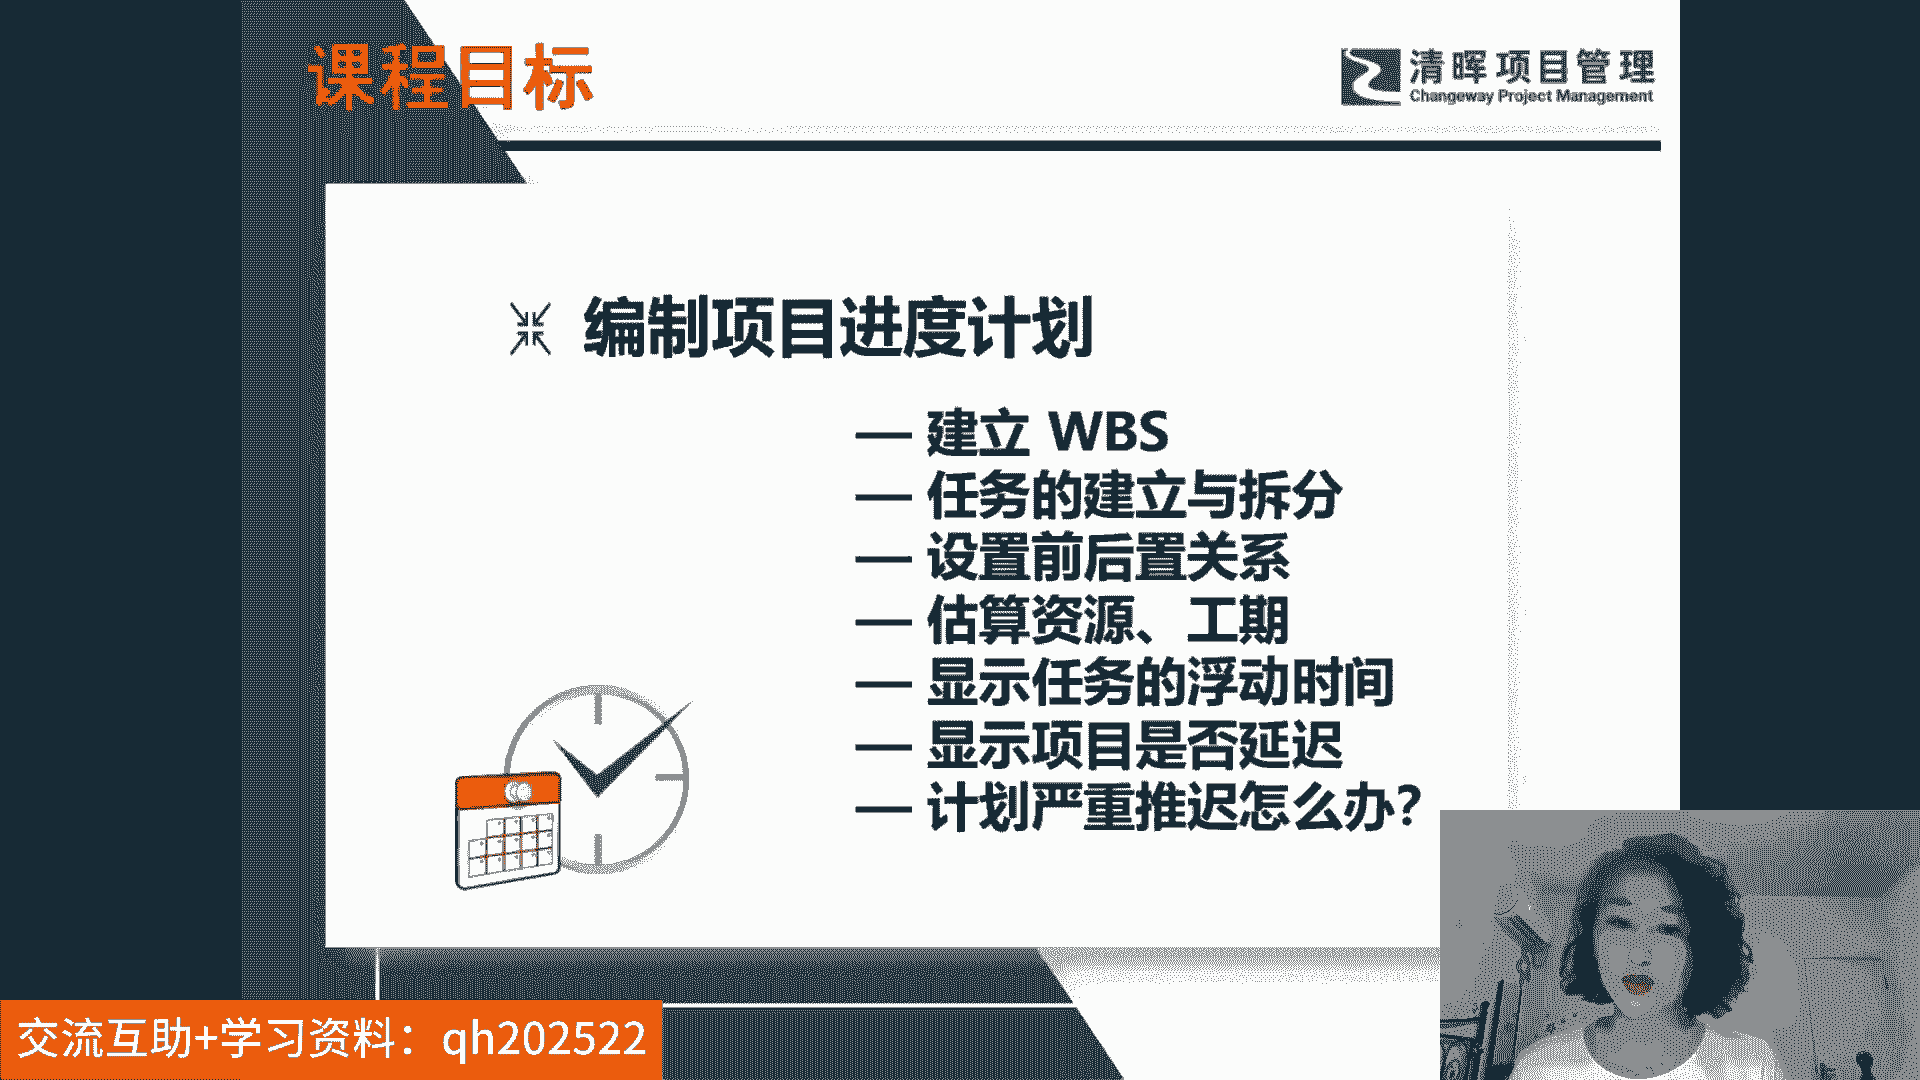 课程目标
清晖项目管理
Changeway Project Management
编制项目进度计划
— 建立 WBS
— 任务的建立与拆分
— 设置前后置关系
— 估算资源、工期
— 显示任务的浮动时间
— 显示项目是否延迟
— 计划严重推迟怎么办?
交流互助+学习资料：qh202522